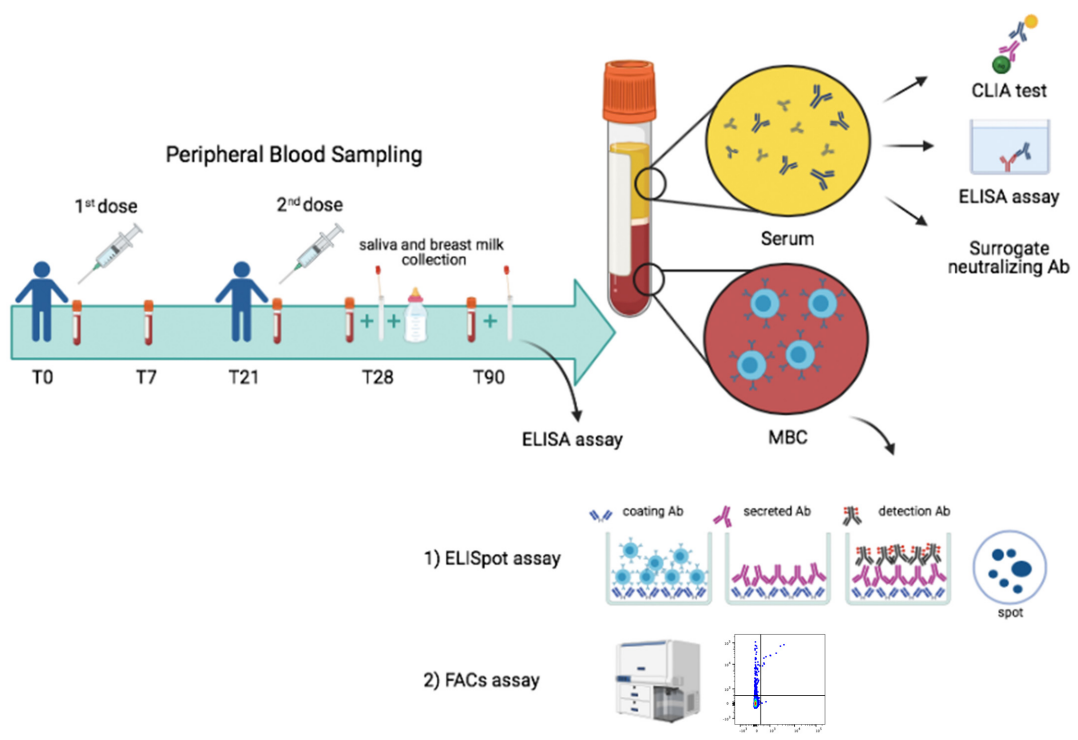 Peripheral Blood Sampling
1st dose
2nd dose
saliva and breast milk
collection
T0
T7
T21
T28
T90
ELISA assay
Serum
MBC
CLIA test
ELISA assay
Surrogate
neutralizing Ab
coating Ab
secreted Ab
detection Ab
1) ELISpot assay
spot
2) FACs assay